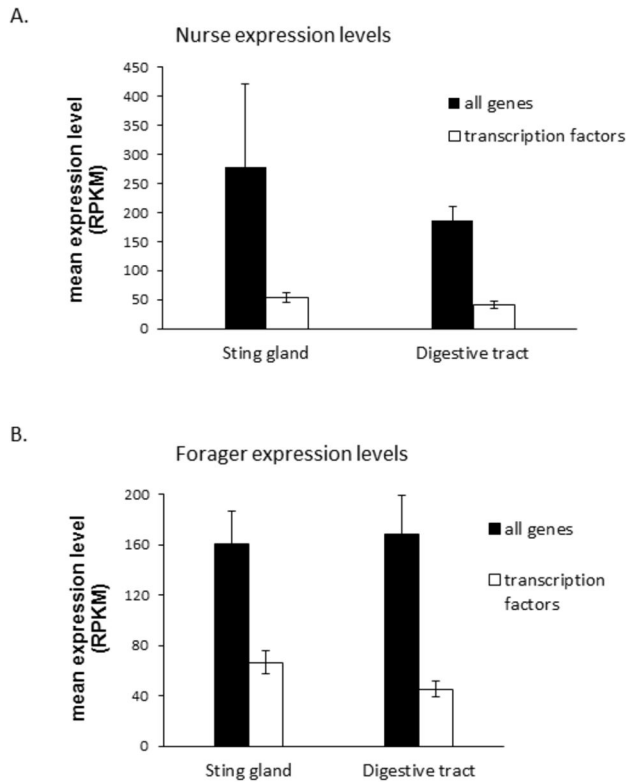 A.
Nurse expression levels
mean expression level
(RPKM)
450
400
350
300
250
200
150
100
50
0
all genes
transcription factors
Sting gland
Digestive tract
B.
Forager expression levels
mean expression level
(RPKM)
200
160
120
80
40
0
all genes
transcription
factors
Sting gland
Digestive tract